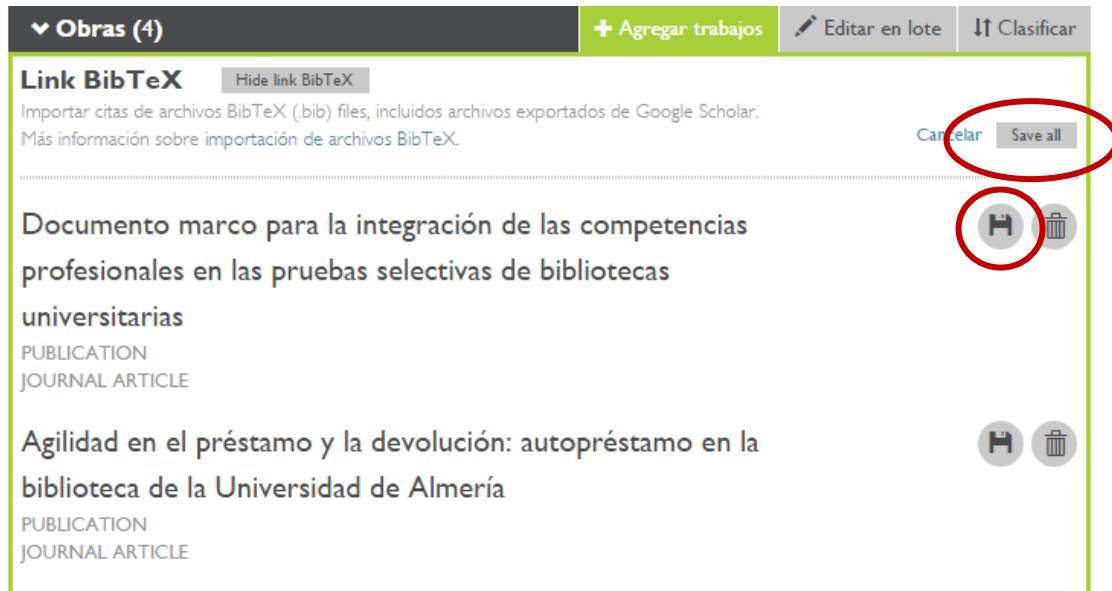 Obras (4)
Agregar trabajos
Editar en lote
Clasificar
Link BibTeX
Hide link BibTeX
Importar citas de archivos BibTeX (.bib) files, incluidos archivos exportados de Google Scholar.
Más información sobre importación de archivos BibTeX.
Cancelar
Save all
Documento marco para la integración de las competencias
profesionales en las pruebas selectivas de bibliotecas
universitarias
PUBLICATION
JOURNAL ARTICLE
Agilidad en el préstamo y la devolución: autopréstamo en la
biblioteca de la Universidad de Almería
PUBLICATION
JOURNAL ARTICLE